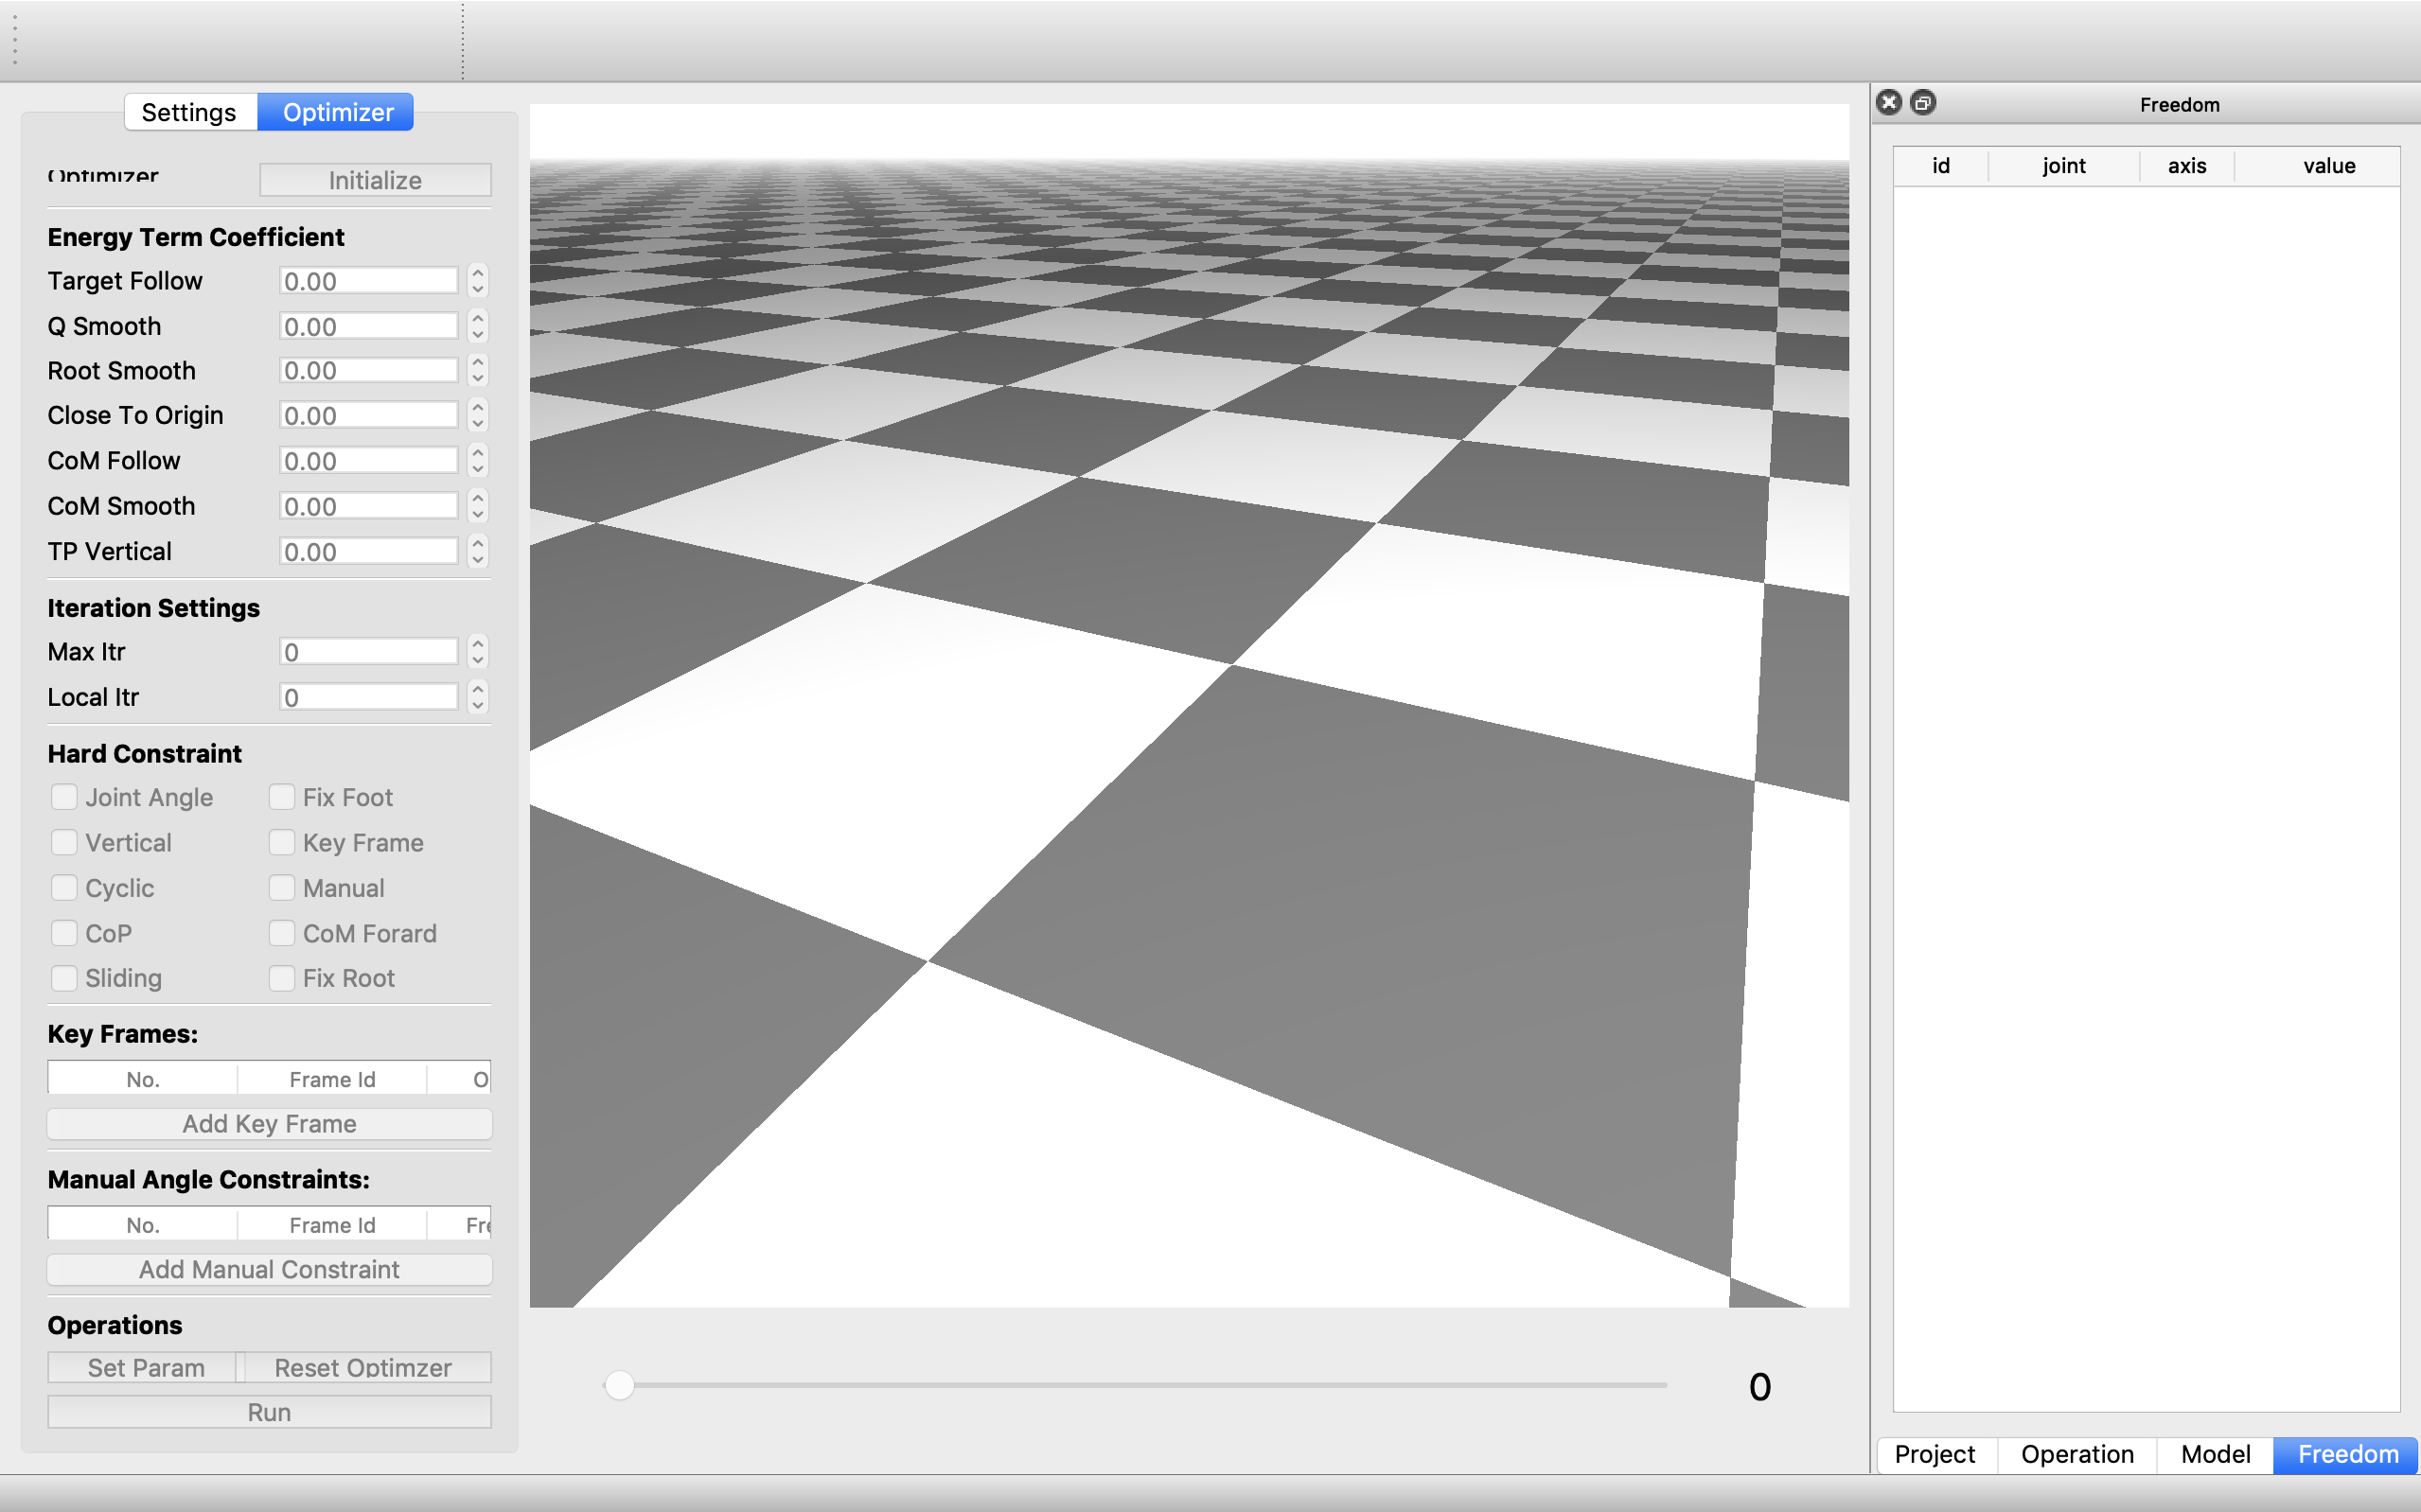 Settings Optimizer
Optimizer Initialize
Energy Term Coefficient
Target Follow 0.00
Q Smooth 0.00
Root Smooth 0.00
Close To Origin 0.00
CoM Follow 0.00
CoM Smooth 0.00
TP Vertical 0.00
Iteration Settings
Max Itr 0
Local Itr 0
Hard Constraint
Joint Angle Fix Foot
Vertical Key Frame
Cyclic Manual
CoP CoM Forard
Sliding Fix Root
Key Frames:
No. Frame Id O
Add Key Frame
Manual Angle Constraints:
No. Frame Id Fre
Add Manual Constraint
Operations
Set Param Reset Optimzer
Run
0
Freedom
id joint axis value
Project Operation Model Freedom